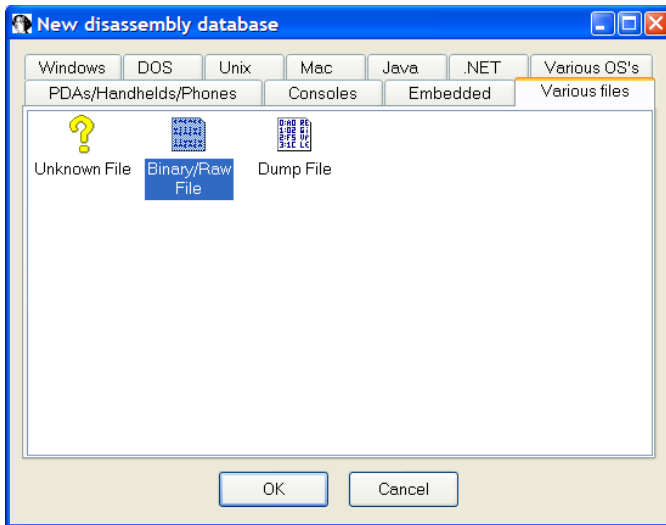 New disassembly database
Windows DOS Unix Mac Java .NET Various OS's
PDAs/Handhelds/Phones Consoles Embedded Various files
Unknown File Binary/Raw Dump File
File
OK Cancel